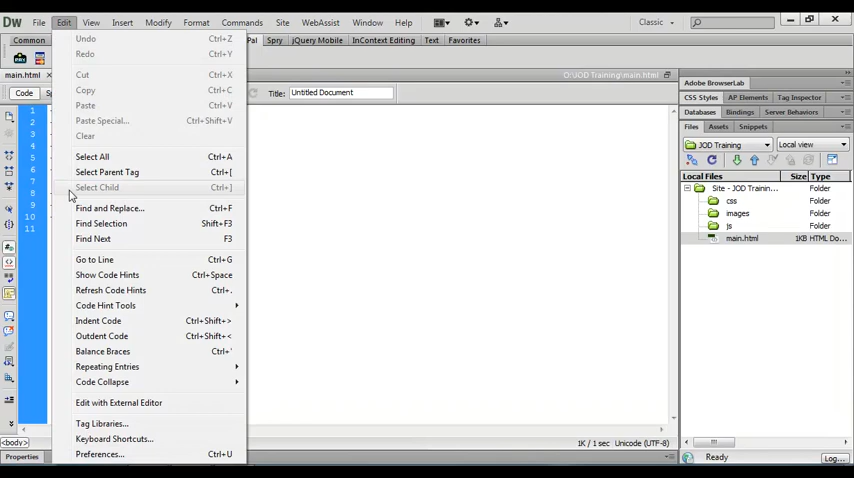 Dw File Edit View Insert Modify Format Commands Site WebAssist Window Help Classic
Common Spry jQuery Mobile InContext Editing Text Favorites
main.html O:\JOD Training\main.html
Code Title: Untitled Document
1
2
3
4
5
6
7
8
9
10
11
Undo Ctrl+Z
Redo Ctrl+Y
Cut Ctrl+X
Copy Ctrl+C
Paste Ctrl+V
Paste Special... Ctrl+Shift+V
Clear
Select All Ctrl+A
Select Parent Tag Ctrl+[
Select Child Ctrl+]
Find and Replace... Ctrl+F
Find Selection Shift+F3
Find Next F3
Go to Line Ctrl+G
Show Code Hints Ctrl+Space
Refresh Code Hints Ctrl+.
Code Hint Tools
Indent Code Ctrl+Shift+>
Outdent Code Ctrl+Shift+<
Balance Braces Ctrl+'
Repeating Entries
Code Collapse
Edit with External Editor
Tag Libraries...
Keyboard Shortcuts...
Preferences... Ctrl+U
Adobe BrowserLab
CSS Styles AP Elements Tag Inspector
Databases Bindings Server Behaviors
Files Assets Snippets
JOD Training Local view
Local Files Size Type
Site - JOD Trainin... Folder
css Folder
images Folder
js Folder
main.html 1KB HTML Do...
<body> 1K / 1 sec Unicode (UTF-8)
Properties Ready Log...